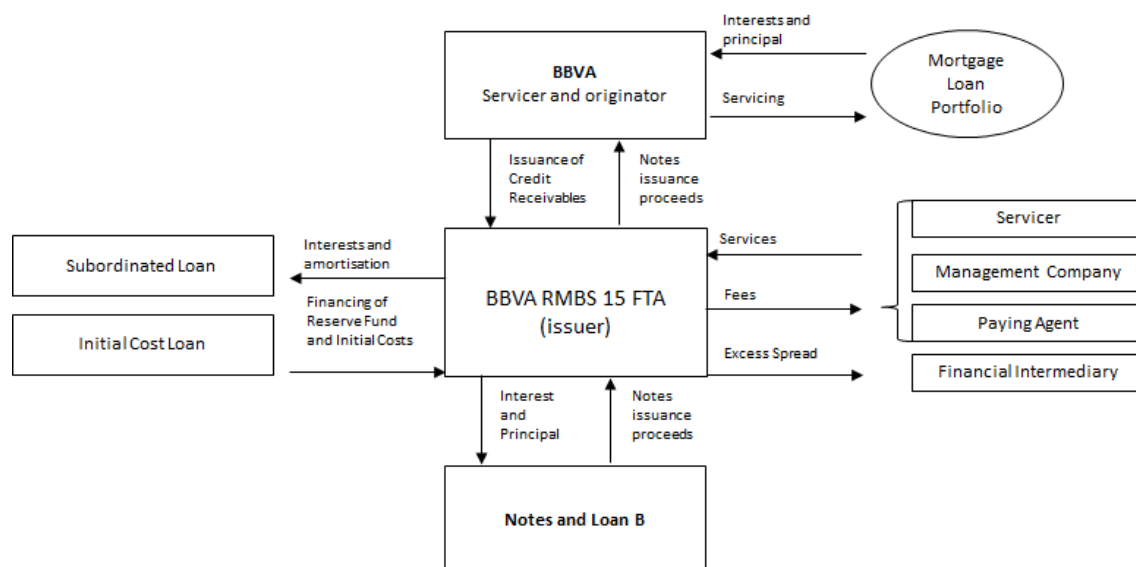 Interests and
principal
BBVA
Servicer and originator
Servicing
Mortgage
Loan
Portfolio
Issuance of
Credit
Receivables
Notes
issuance
proceeds
Subordinated Loan
Initial Cost Loan
Interests and
amortisation
Financing of
Reserve Fund
and Initial Costs
BBVA RMBS 15 FTA
(issuer)
Services
Fees
Excess Spread
Servicer
Management Company
Paying Agent
Financial Intermediary
Interest
and
Principal
Notes
issuance
proceeds
Notes and Loan B